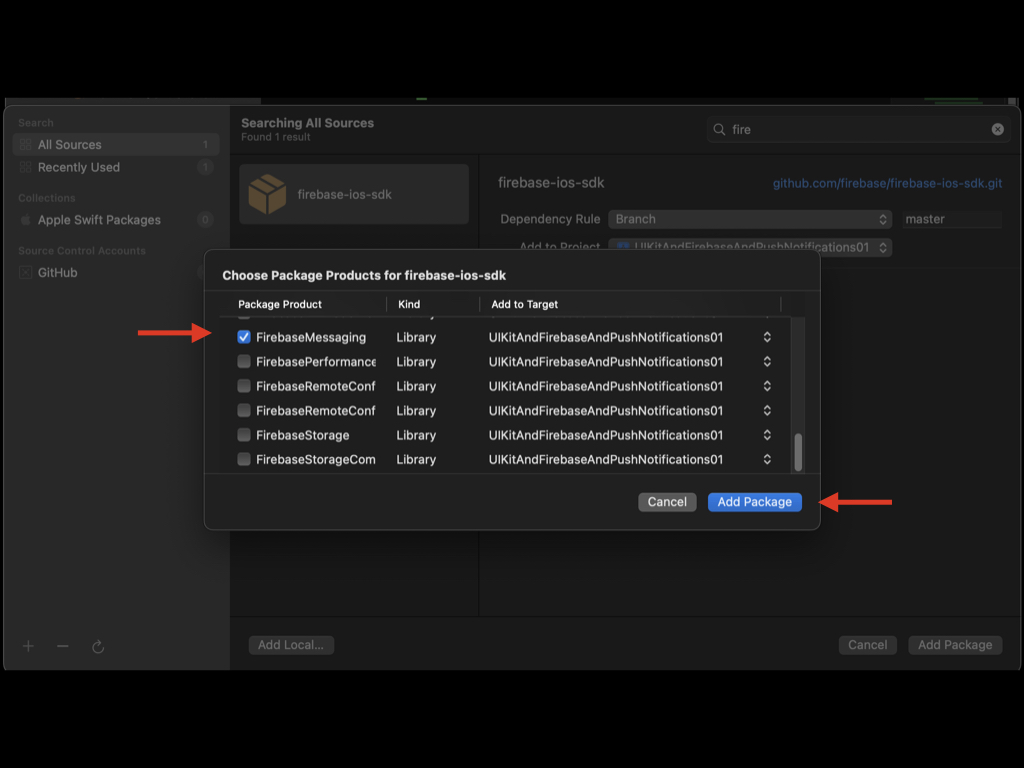 Search
All Sources 1
Recently Used 1
Collections
Apple Swift Packages 0
Source Control Accounts
GitHub
Searching All Sources
Found 1 result
fire
firebase-ios-sdk
firebase-ios-sdk
github.com/firebase/firebase-ios-sdk.git
Dependency Rule Branch master
Add to Project UIKitAndFirebaseAndPushNotifications01
Choose Package Products for firebase-ios-sdk
Package Product Kind Add to Target
FirebaseMessaging Library UIKitAndFirebaseAndPushNotifications01
FirebasePerformance Library UIKitAndFirebaseAndPushNotifications01
FirebaseRemoteConf Library UIKitAndFirebaseAndPushNotifications01
FirebaseRemoteConf Library UIKitAndFirebaseAndPushNotifications01
FirebaseStorage Library UIKitAndFirebaseAndPushNotifications01
FirebaseStorageCom Library UIKitAndFirebaseAndPushNotifications01
Cancel Add Package
Add Local...
Cancel Add Package